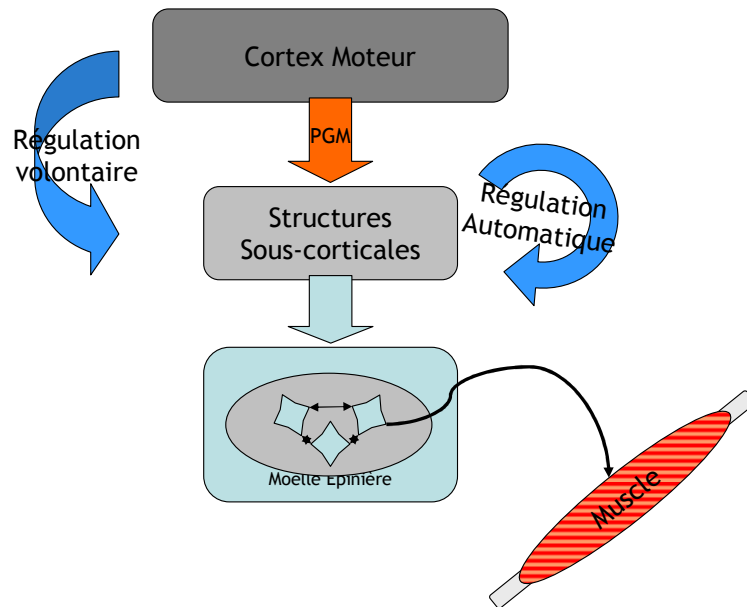 Cortex Moteur
PGM
Régulation
volontaire
Structures
Sous-corticales
Régulation
Automatique
Moelle Epinière
Muscle